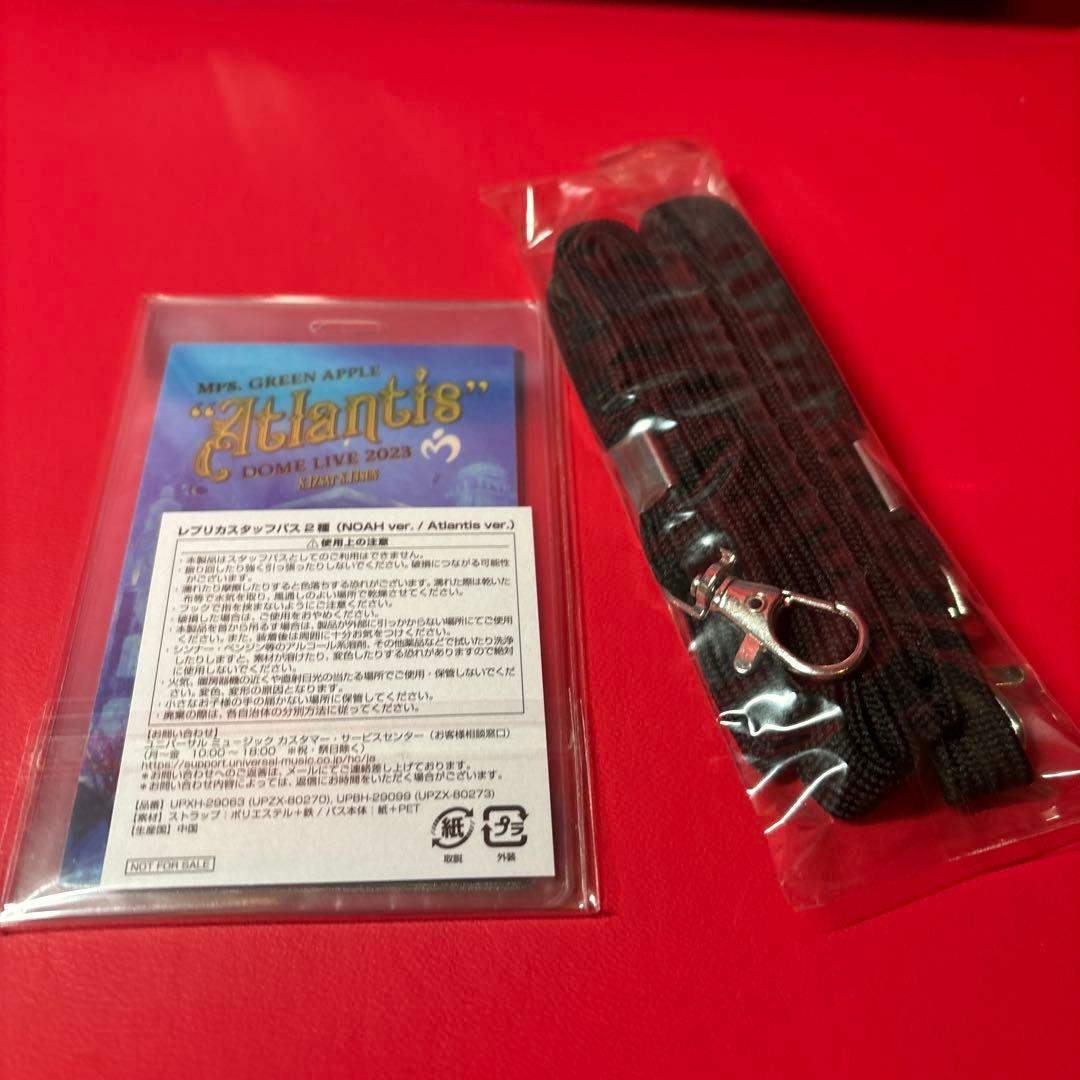 MRS. GREEN APPLE
"Atlantis"
DOME LIVE 2023
8.12SAT 8.13SUN
レプリカスタッフパス2種（NOAH ver. / Atlantis ver.）
⚠使用上の注意
・本製品はスタッフパスとしてのご利用はできません。
・振り回したり強く引っ張ったりしないでください。破損につながる可能性
がございます。
・濡れたり摩擦したりすると色落ちする恐れがございます。濡れた際は乾いた
布等で水気を取り、風通しのよい場所で乾燥させてください。
・フックで指を挟まないようにご注意ください。
・破損した場合は、ご使用をおやめください。
・本製品を首から吊るす場合は、製品が外部に引っかからない場所にてご使用
ください。また、装着後は周囲に十分お気をつけください。
・シンナー・ベンジン等のアルコール系溶剤、その他薬品などで拭いたり洗浄
したりしますと、素材が溶けたり、変色したりする恐れがありますので絶対
に使用しないでください。
・火気、暖房器機の近くや直射日光の当たる場所でご使用・保管しないでくだ
さい。変色、変形の原因となります。
・小さなお子様の手の届かない場所に保管してください。
・廃棄の際は、各自治体の分別方法に従ってください。
【お問い合わせ】
ユニバーサル ミュージック カスタマー・サービスセンター（お客様相談窓口）
（月〜金　10:00〜18:00　※祝・祭日除く）
https://support.universal-music.co.jp/hc/ja
＊お問い合わせへのご返答は、メールにてご連絡差し上げております。
＊お問い合わせ内容によっては、返信にお時間をいただく場合がございます。
【品番】UPXH-29063 (UPZX-80270), UPBH-29099 (UPZX-80273)
【素材】ストラップ：ポリエステル＋鉄 / パス本体：紙＋PET
【生産国】中国
紙 プラ
取説 外装
NOT FOR SALE